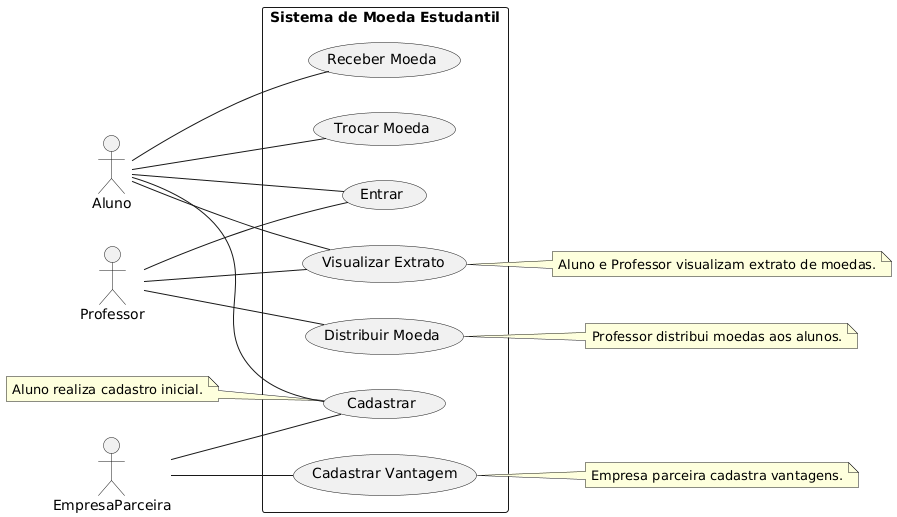 Sistema de Moeda Estudantil
Receber Moeda
Trocar Moeda
Aluno
Entrar
Visualizar Extrato
Aluno e Professor visualizam extrato de moedas.
Professor
Distribuir Moeda
Professor distribui moedas aos alunos.
Aluno realiza cadastro inicial.
Cadastrar
EmpresaParceira
Cadastrar Vantagem
Empresa parceira cadastra vantagens.